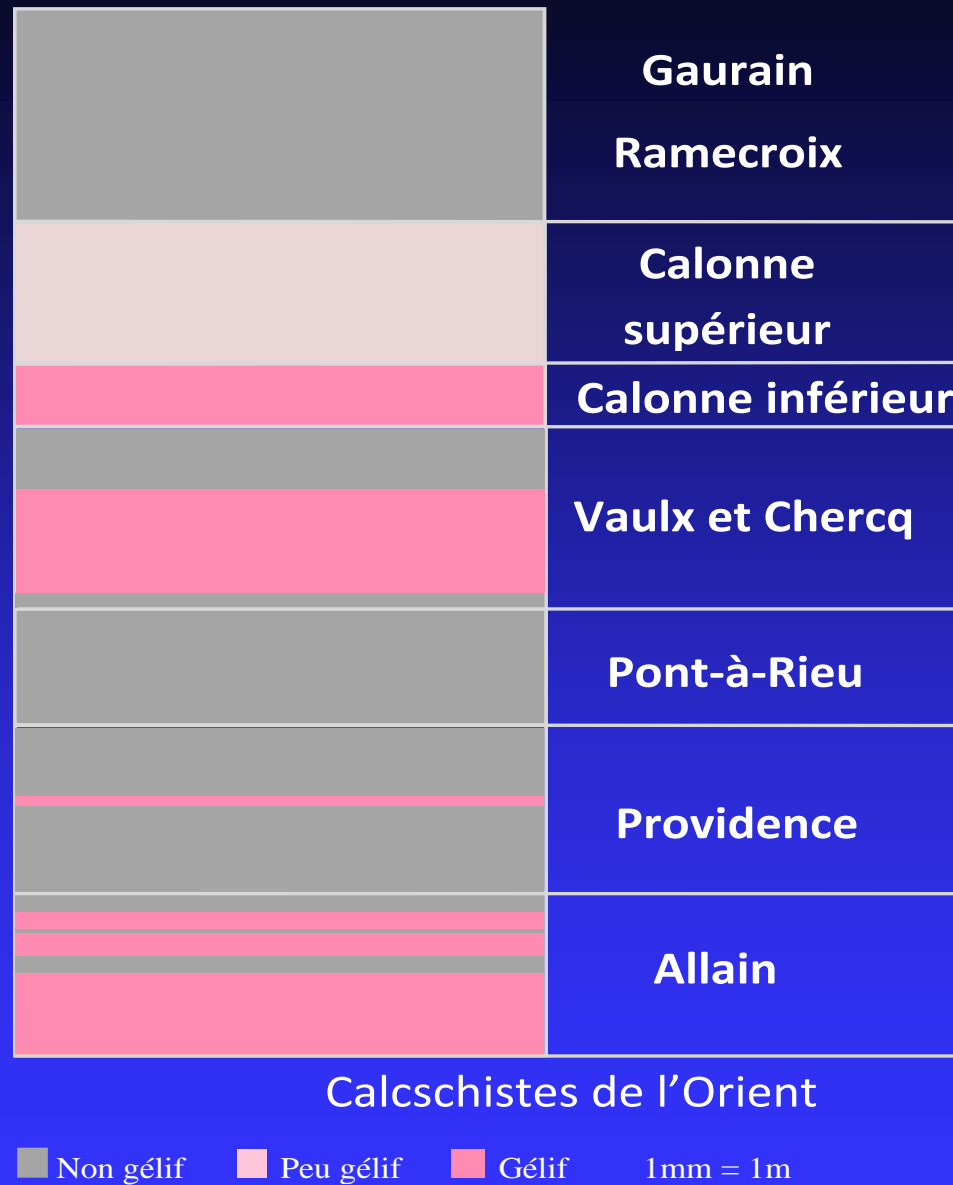 Gaurain
Ramecroix
Calonne
supérieur
Calonne inférieur
Vaulx et Chercq
Pont-à-Rieu
Providence
Allain
Calcschistes de l’Orient
Non gélif Peu gélif Gélif 1mm = 1m